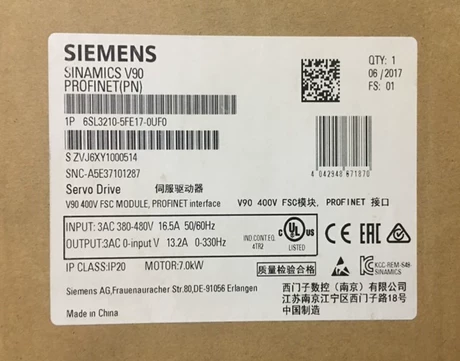 SIEMENS
SINAMICS V90
PROFINET(PN)
QTY: 1
06 / 2017
FS: 01
1P 6SL3210-5FE17-0UF0
S ZVJ6XY1000514
SNC-A5E37101287
4 042948 671870
Servo Drive 伺服驱动器
V90 400V FSC MODULE, PROFINET interface V90 400V FSC模块, PROFINET 接口
INPUT: 3AC 380-480V 16.5A 50/60Hz
OUTPUT:3AC 0-input V 13.2A 0-330Hz
IND.CONT.EQ.
4TR2
C UL US
LISTED
CE EAC
IP CLASS:IP20 MOTOR:7.0kW
质量检验合格
KCC-REM-S49-
SINAMICS
Siemens AG,Frauenauracher Str.80,DE-91056 Erlangen
Made in China
西门子数控（南京）有限公司
江苏南京江宁区西门子路18号
中国制造